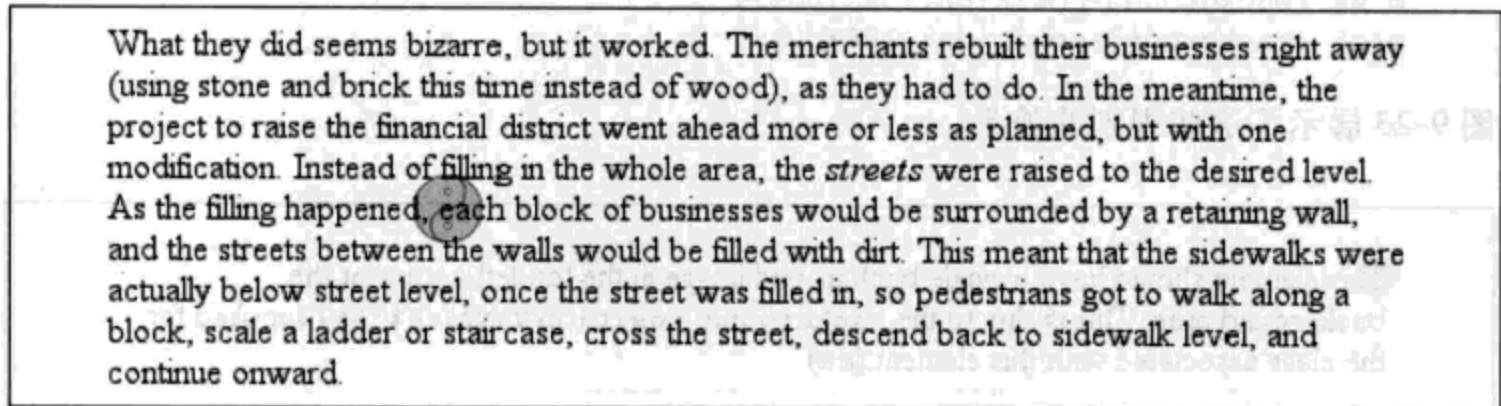 What they did seems bizarre, but it worked. The merchants rebuilt their businesses right away
(using stone and brick this time instead of wood), as they had to do. In the meantime, the
project to raise the financial district went ahead more or less as planned, but with one
modification. Instead of filling in the whole area, the streets were raised to the desired level.
As the filling happened, each block of businesses would be surrounded by a retaining wall,
and the streets between the walls would be filled with dirt. This meant that the sidewalks were
actually below street level, once the street was filled in, so pedestrians got to walk along a
block, scale a ladder or staircase, cross the street, descend back to sidewalk level, and
continue onward.